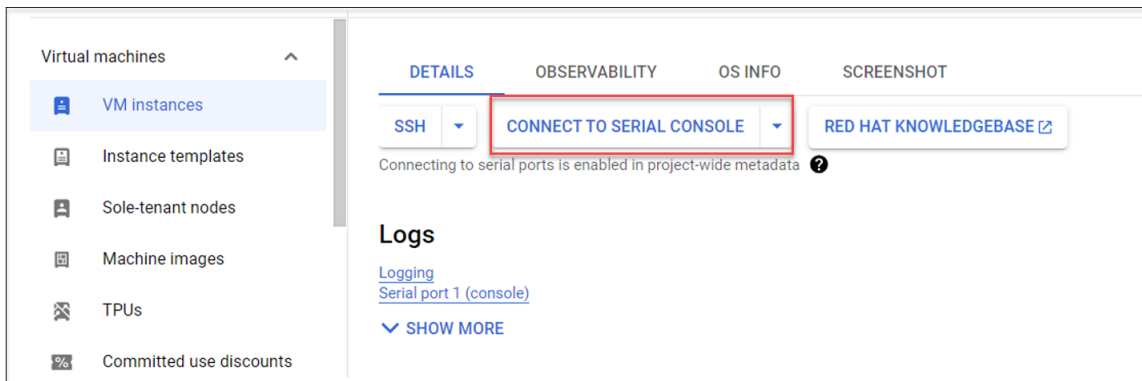 Virtual machines
VM instances
Instance templates
Sole-tenant nodes
Machine images
TPUs
Committed use discounts
DETAILS OBSERVABILITY OS INFO SCREENSHOT
SSH CONNECT TO SERIAL CONSOLE RED HAT KNOWLEDGEBASE
Connecting to serial ports is enabled in project-wide metadata ?
Logs
Logging
Serial port 1 (console)
SHOW MORE